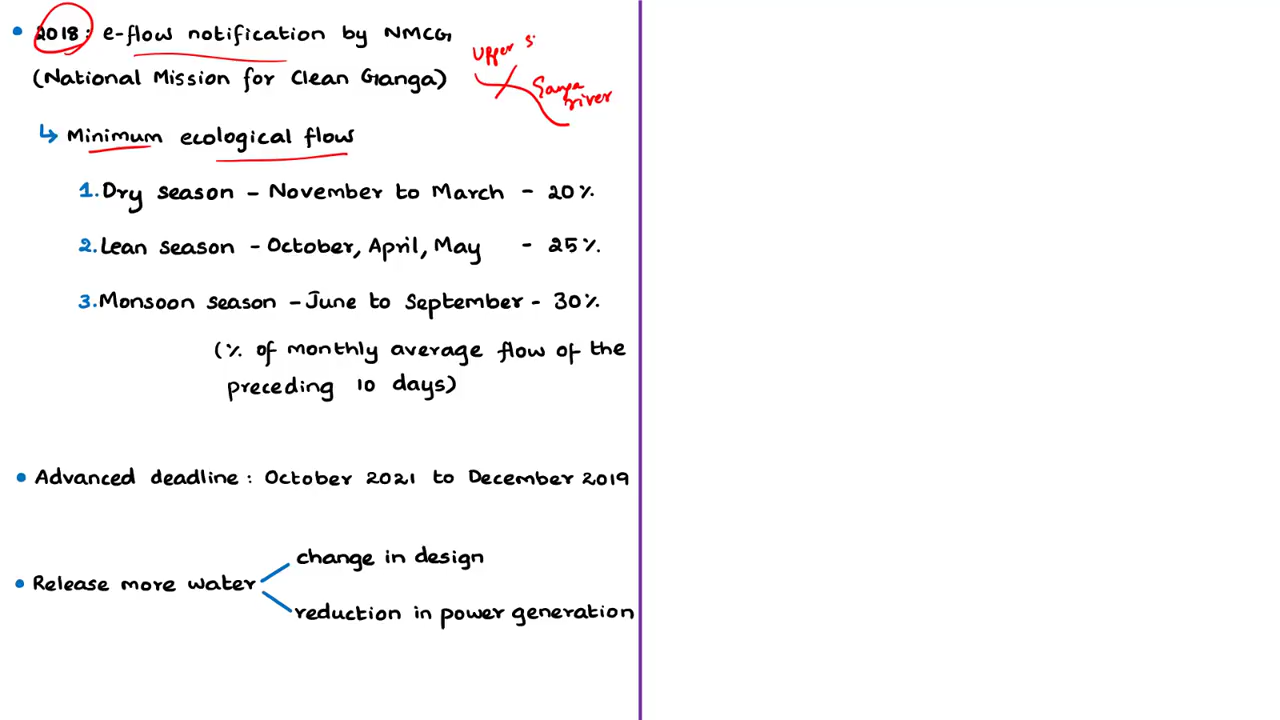 2018: e-flow notification by NMCG
(National Mission for Clean Ganga)
Upper s
Ganga
river
↳ Minimum ecological flow
1. Dry season - November to March - 20%
2. Lean season - October, April, May - 25%.
3. Monsoon season - June to September - 30%
(% of monthly average flow of the
preceding 10 days)
Advanced deadline: October 2021 to December 2019
change in design
Release more water
reduction in power generation